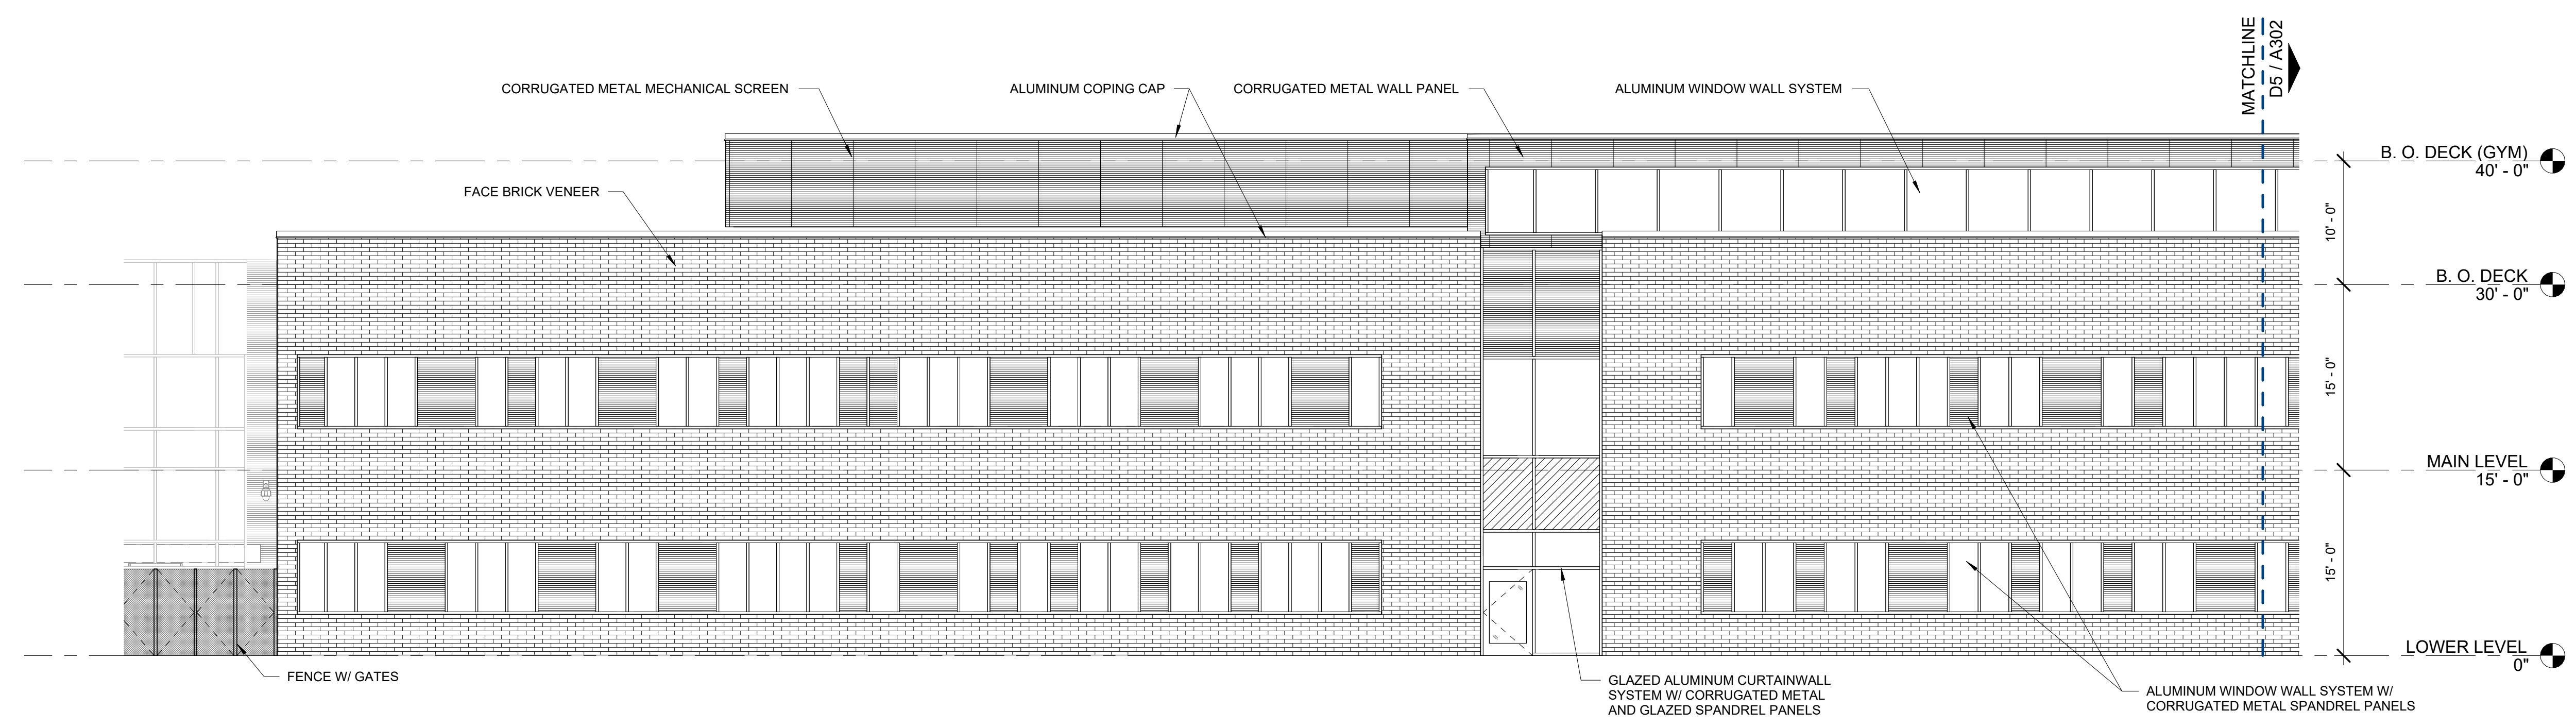 MATCHLINE
D5 / A302
CORRUGATED METAL MECHANICAL SCREEN
ALUMINUM COPING CAP
CORRUGATED METAL WALL PANEL
ALUMINUM WINDOW WALL SYSTEM
B. O. DECK (GYM)
40' - 0"
FACE BRICK VENEER
10' - 0"
B. O. DECK
30' - 0"
15' - 0"
MAIN LEVEL
15' - 0"
15' - 0"
LOWER LEVEL
0"
FENCE W/ GATES
GLAZED ALUMINUM CURTAINWALL
SYSTEM W/ CORRUGATED METAL
AND GLAZED SPANDREL PANELS
ALUMINUM WINDOW WALL SYSTEM W/
CORRUGATED METAL SPANDREL PANELS